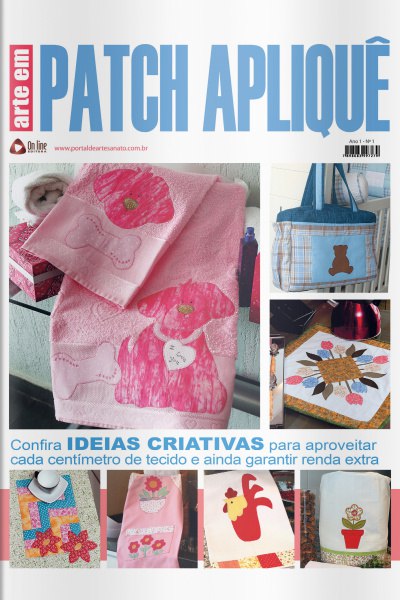 arte em
PATCH APLIQUÊ
On line
EDITORA
www.portaldeartesanato.com.br
Ano 1 - Nº 1
Confira IDEIAS CRIATIVAS para aproveitar
cada centímetro de tecido e ainda garantir renda extra